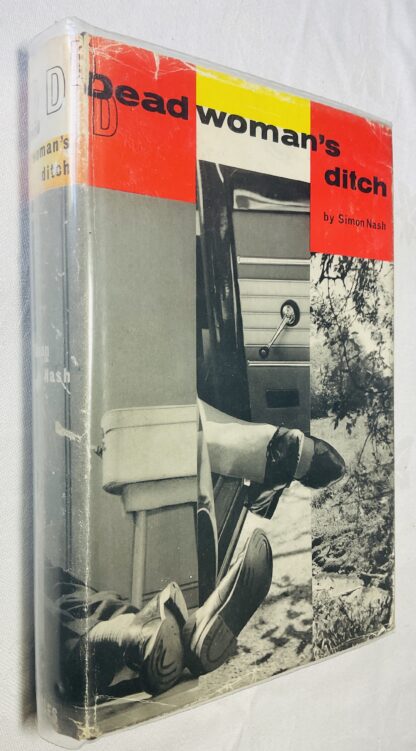 Dead
woman's
ditch
by Simon Nash
D
woman's
ditch
Nash